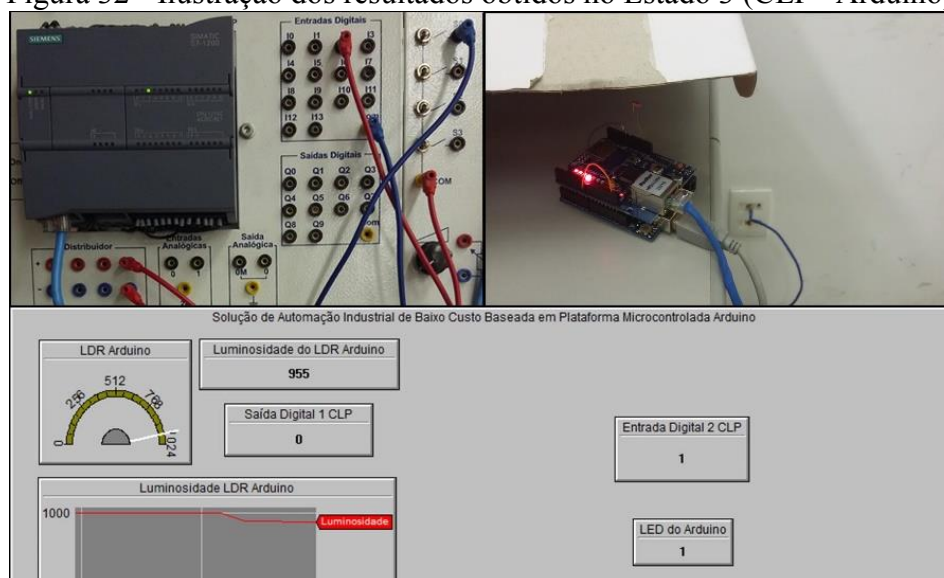 Figura 32 - Ilustração dos resultados obtidos no Estado 3 (CLP - Arduino
SIEMENS
SIMATIC
S7-1200
Entradas Digitais
I0 I1 I3
I4 I5 I7
I8 I9 I10 I11
I12 I13
Saídas Digitais
Q0 Q1 Q2 Q3
Q4 Q5 Q6
Q8 Q9
S3
COM
Distribuidor
Entradas
Analógicas
0 1
Saída
Analógica
0M 0
Solução de Automação Industrial de Baixo Custo Baseada em Plataforma Microcontrolada Arduino
LDR Arduino
0 256 512 768 1024
Luminosidade do LDR Arduino
955
Saída Digital 1 CLP
0
Entrada Digital 2 CLP
1
Luminosidade LDR Arduino
1000
Luminosidade
LED do Arduino
1